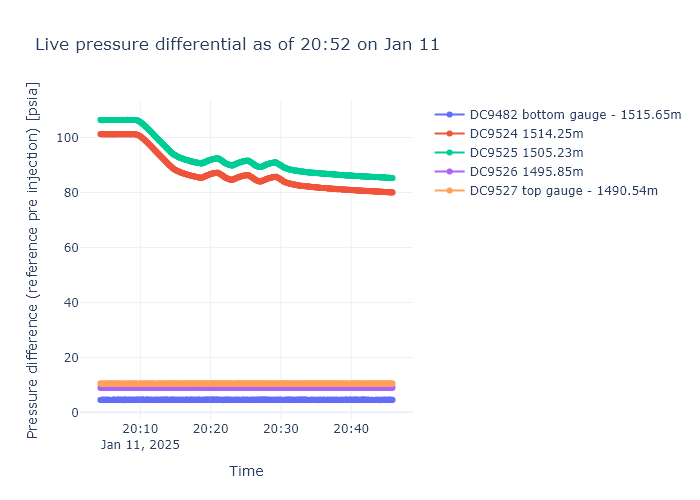 Live pressure differential as of 20:52 on Jan 11
Pressure difference (reference pre injection) [psia]
100
80
60
40
20
0
20:10
20:20
20:30
20:40
Jan 11, 2025
Time
DC9482 bottom gauge - 1515.65m
DC9524 1514.25m
DC9525 1505.23m
DC9526 1495.85m
DC9527 top gauge - 1490.54m